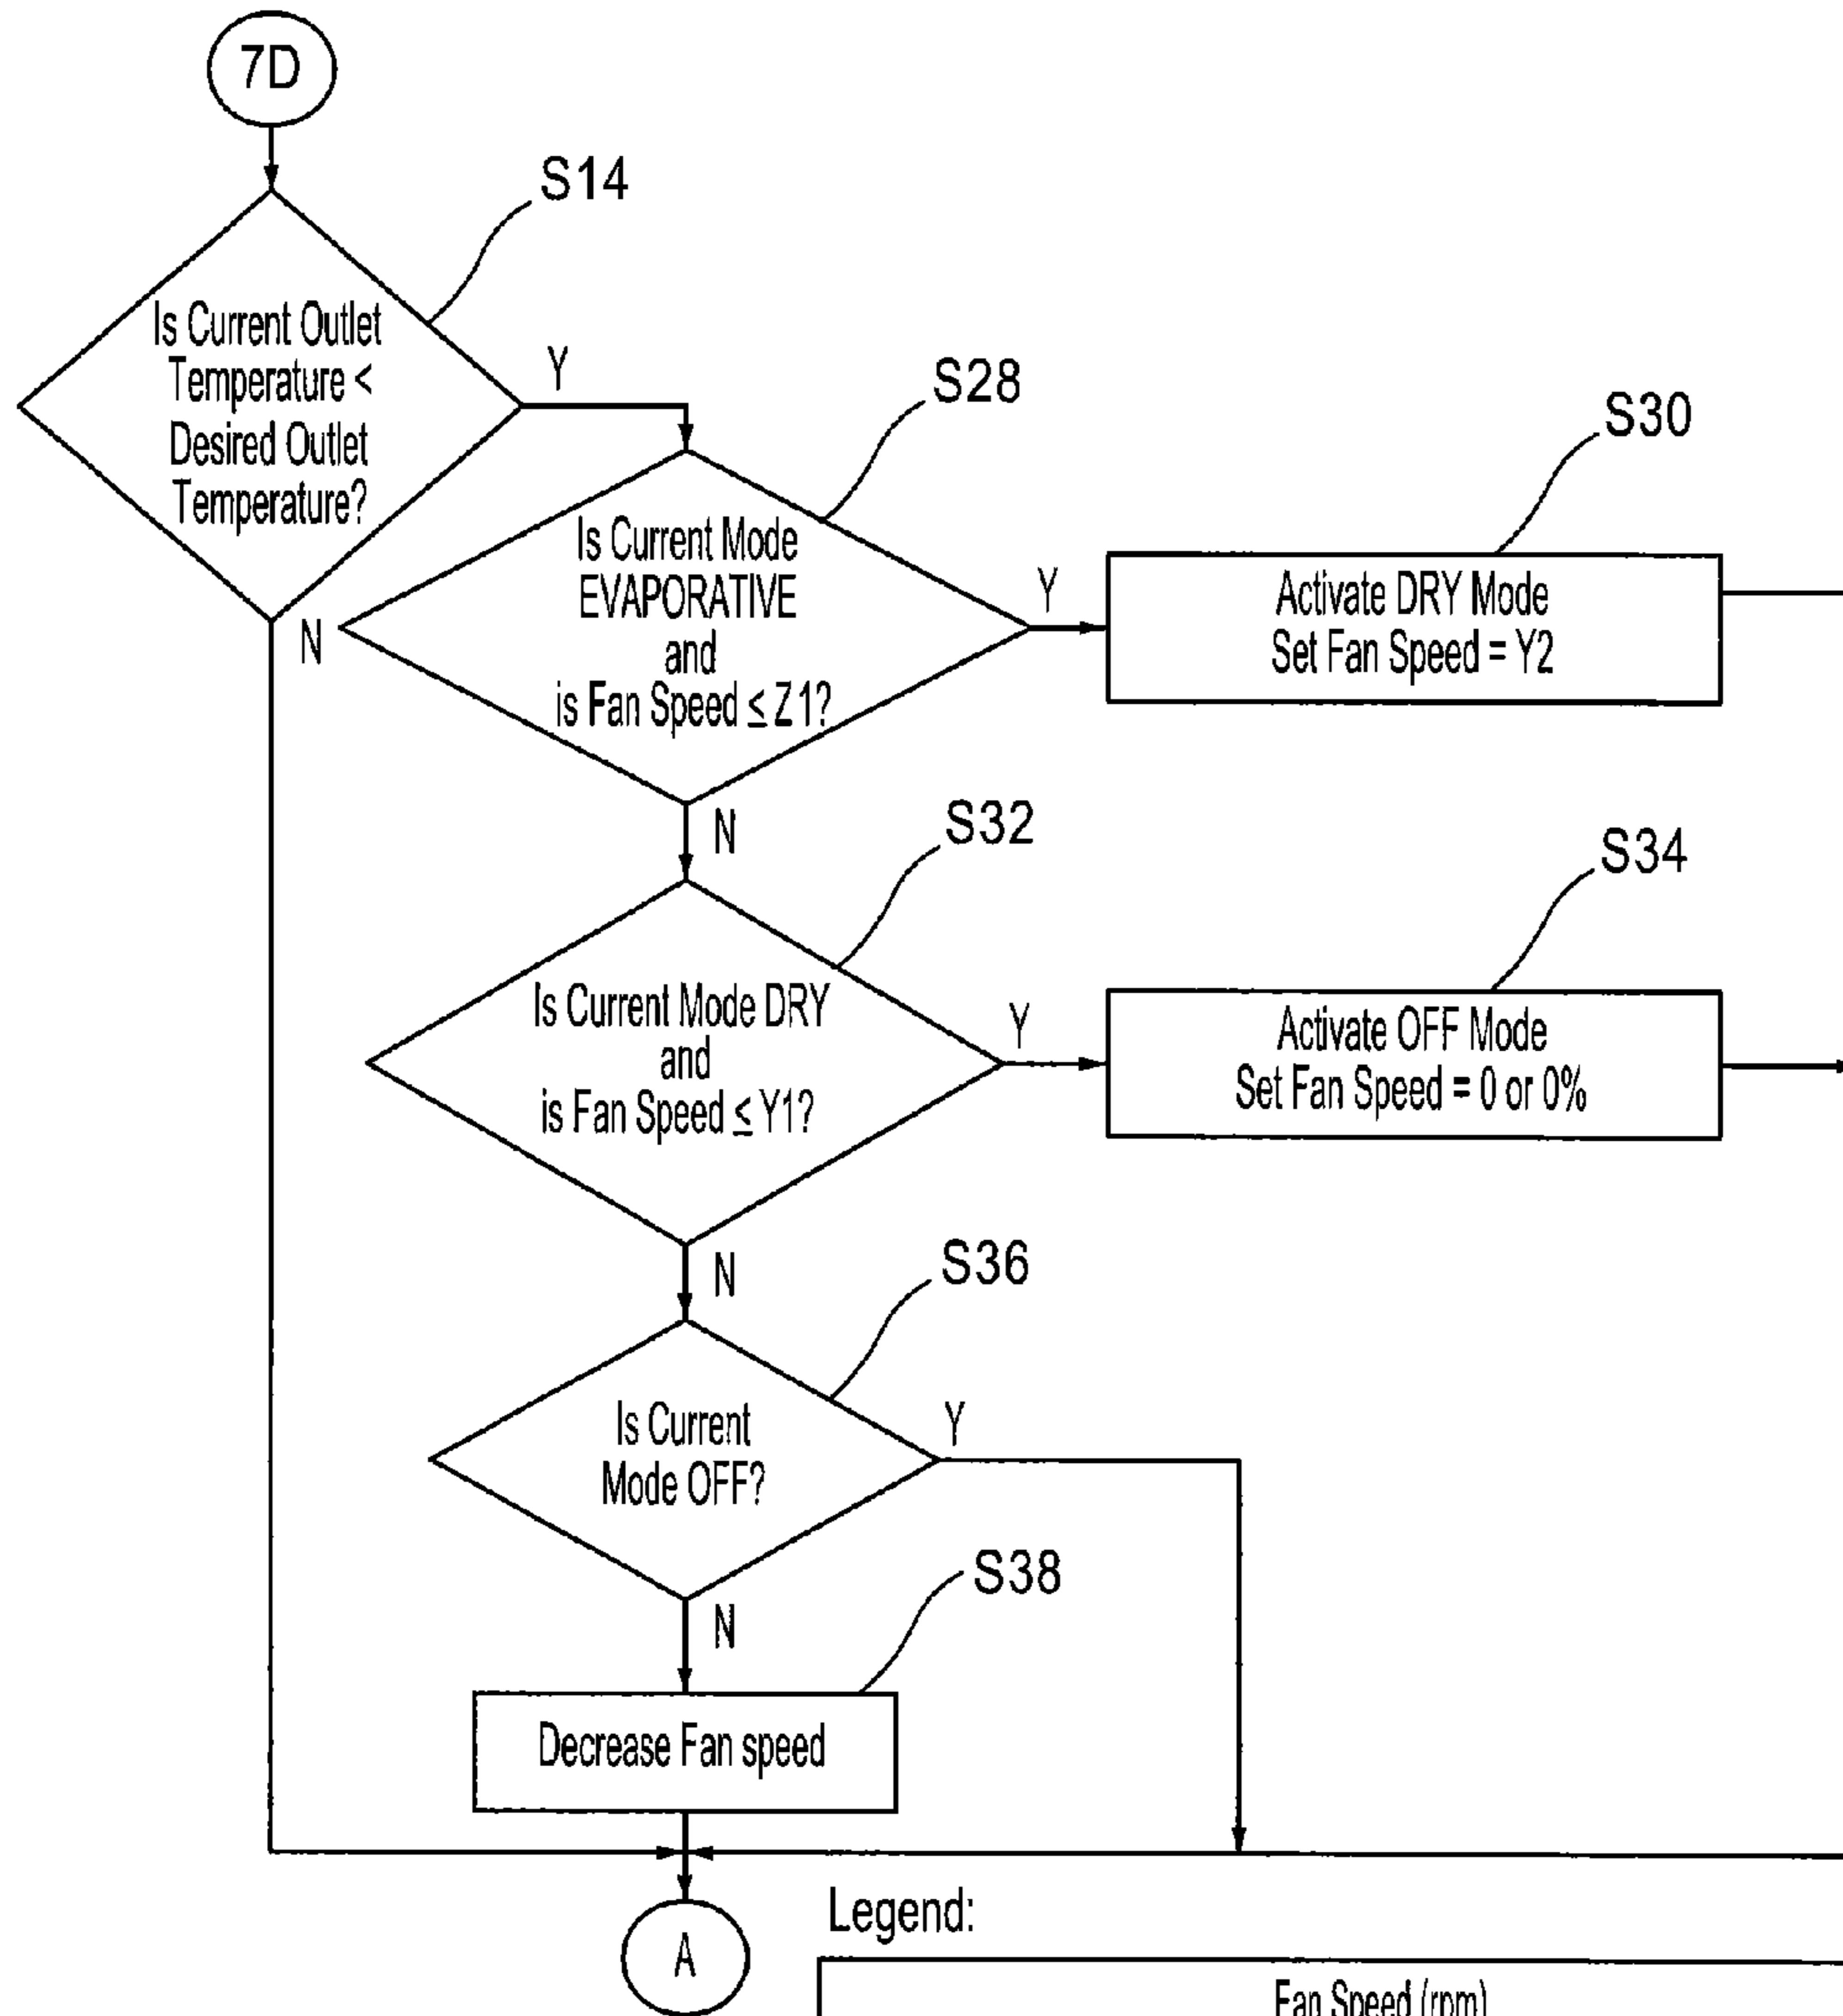 7D
S14
Is Current Outlet
Temperature <
Desired Outlet
Temperature?
Y
N
S28
Is Current Mode
EVAPORATIVE
and
is Fan Speed ≤ Z1?
Y
S30
Activate DRY Mode
Set Fan Speed = Y2
N
S32
Is Current Mode DRY
and
is Fan Speed ≤ Y1?
Y
S34
Activate OFF Mode
Set Fan Speed = 0 or 0%
N
S36
Is Current
Mode OFF?
Y
N
S38
Decrease Fan speed
A
Legend:
Fan Speed (rpm)